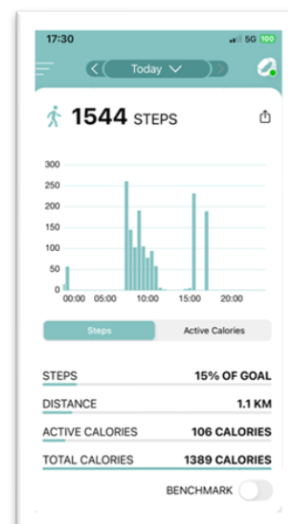 17:30 5G 100
Today
1544 STEPS
300
250
200
150
100
50
0
00:00 05:00 10:00 15:00 20:00
Steps Active Calories
STEPS 15% OF GOAL
DISTANCE 1.1 KM
ACTIVE CALORIES 106 CALORIES
TOTAL CALORIES 1389 CALORIES
BENCHMARK